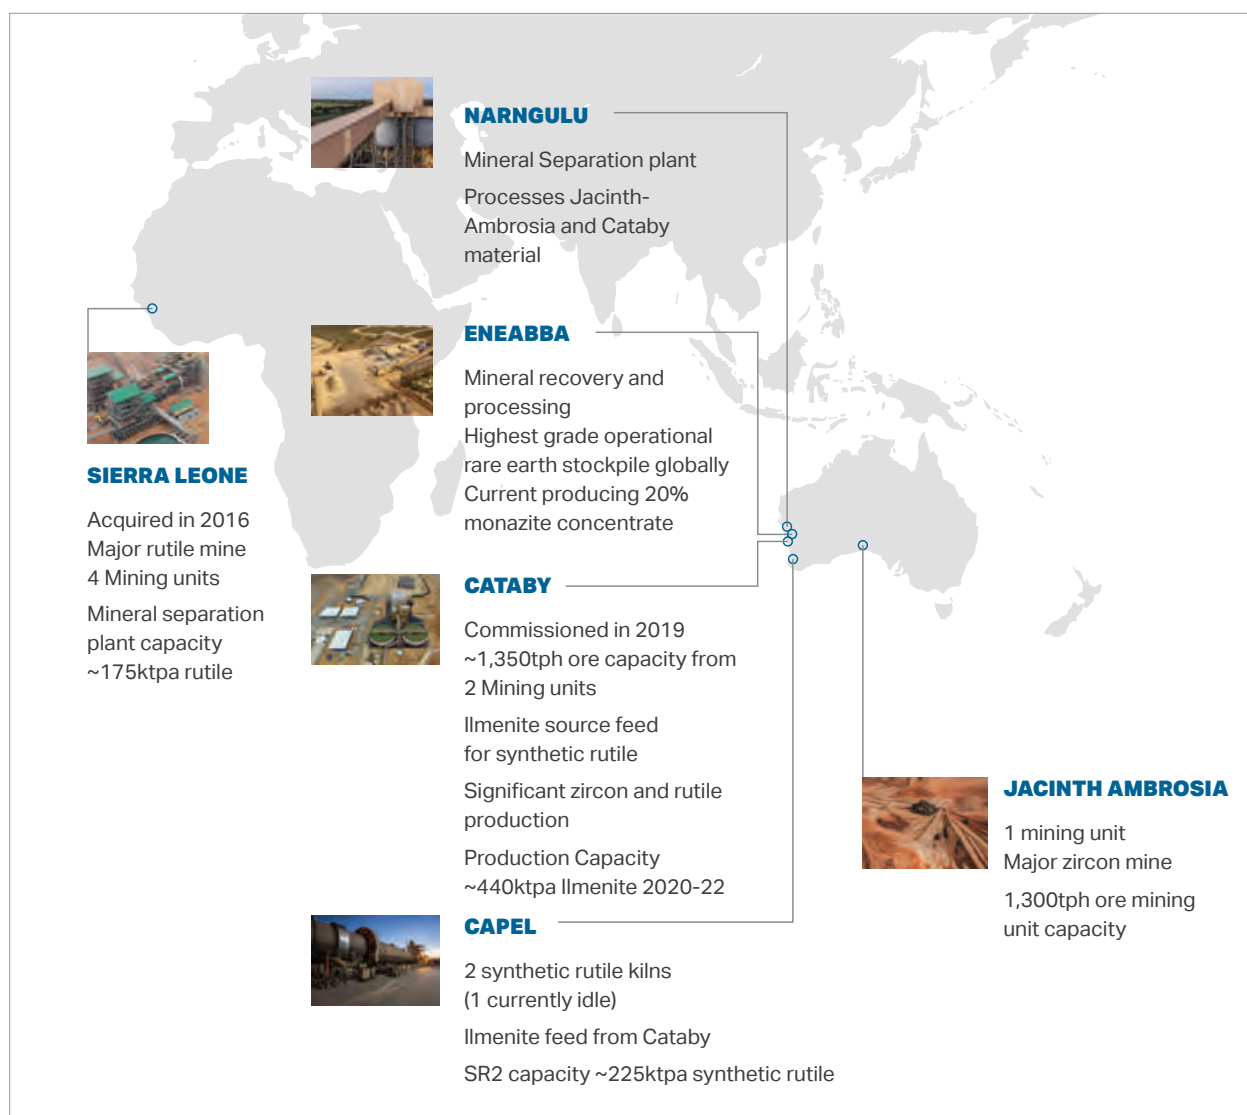 NARNGULU
Mineral Separation plant
Processes Jacinth-
Ambrosia and Cataby
material
ENEABBA
Mineral recovery and
processing
Highest grade operational
rare earth stockpile globally
Current producing 20%
monazite concentrate
SIERRA LEONE
Acquired in 2016
Major rutile mine
4 Mining units
Mineral separation
plant capacity
~175ktpa rutile
CATABY
Commissioned in 2019
~1,350tph ore capacity from
2 Mining units
Ilmenite source feed
for synthetic rutile
Significant zircon and rutile
production
Production Capacity
~440ktpa Ilmenite 2020-22
JACINTH AMBROSIA
1 mining unit
Major zircon mine
1,300tph ore mining
unit capacity
CAPEL
2 synthetic rutile kilns
(1 currently idle)
Ilmenite feed from Cataby
SR2 capacity ~225ktpa synthetic rutile